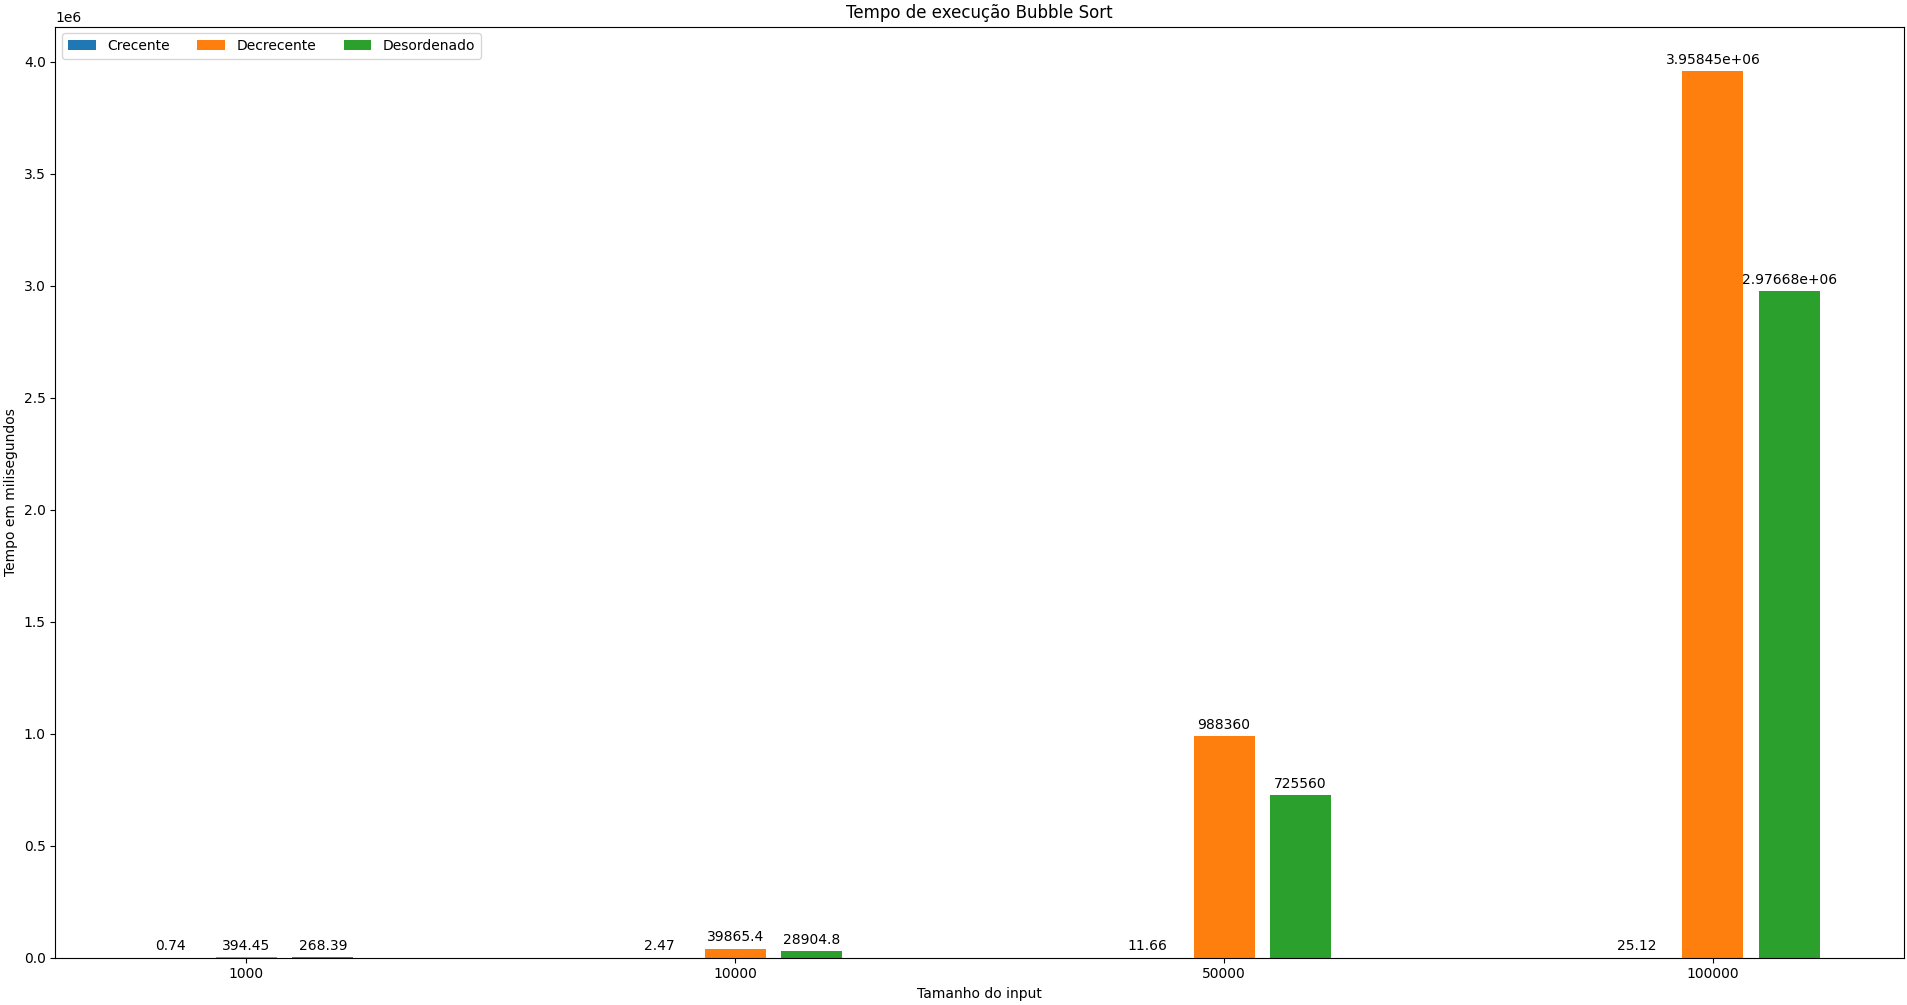 Tempo de execução Bubble Sort
1e6
Crecente Decrecente Desordenado
4.0
3.5
3.0
2.5
2.0
1.5
1.0
0.5
0.0
Tempo em milisegundos
0.74 394.45 268.39
2.47 39865.4 28904.8
11.66 988360 725560
25.12 3.95845e+06 2.97668e+06
1000 10000 50000 100000
Tamanho do input